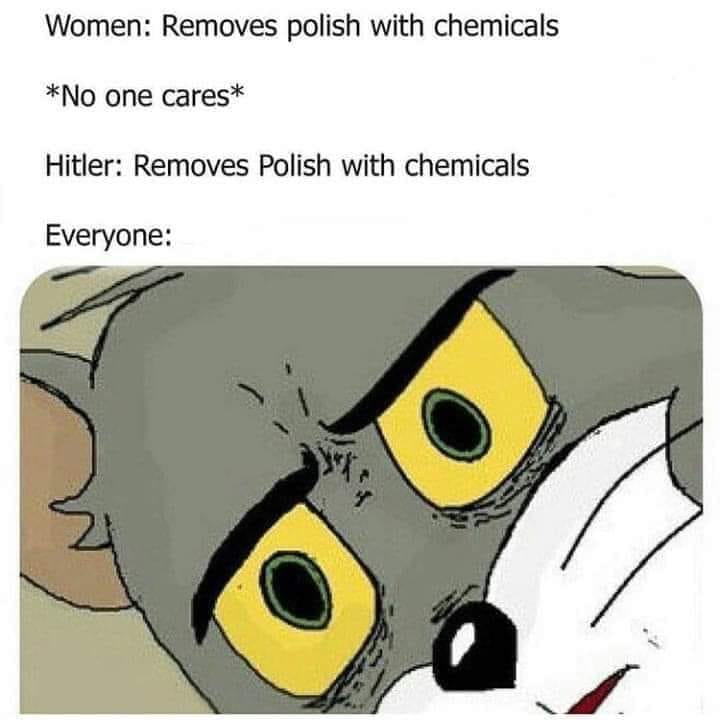 Women: Removes polish with chemicals
*No one cares*
Hitler: Removes Polish with chemicals
Everyone: